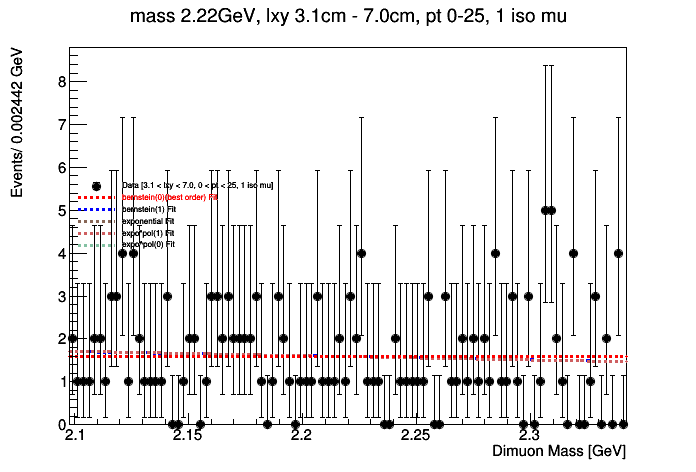 mass 2.22GeV, lxy 3.1cm - 7.0cm, pt 0-25, 1 iso mu
Events/ 0.002442 GeV
8
7
6
5
4
3
2
1
0
Data [3.1 < lxy < 7.0, 0 < pt < 25, 1 iso mu]
bernstein(0)(best order) Fit
bernstein(1) Fit
exponential Fit
expo*pol(1) Fit
expo*pol(0) Fit
2.1 2.15 2.2 2.25 2.3
Dimuon Mass [GeV]